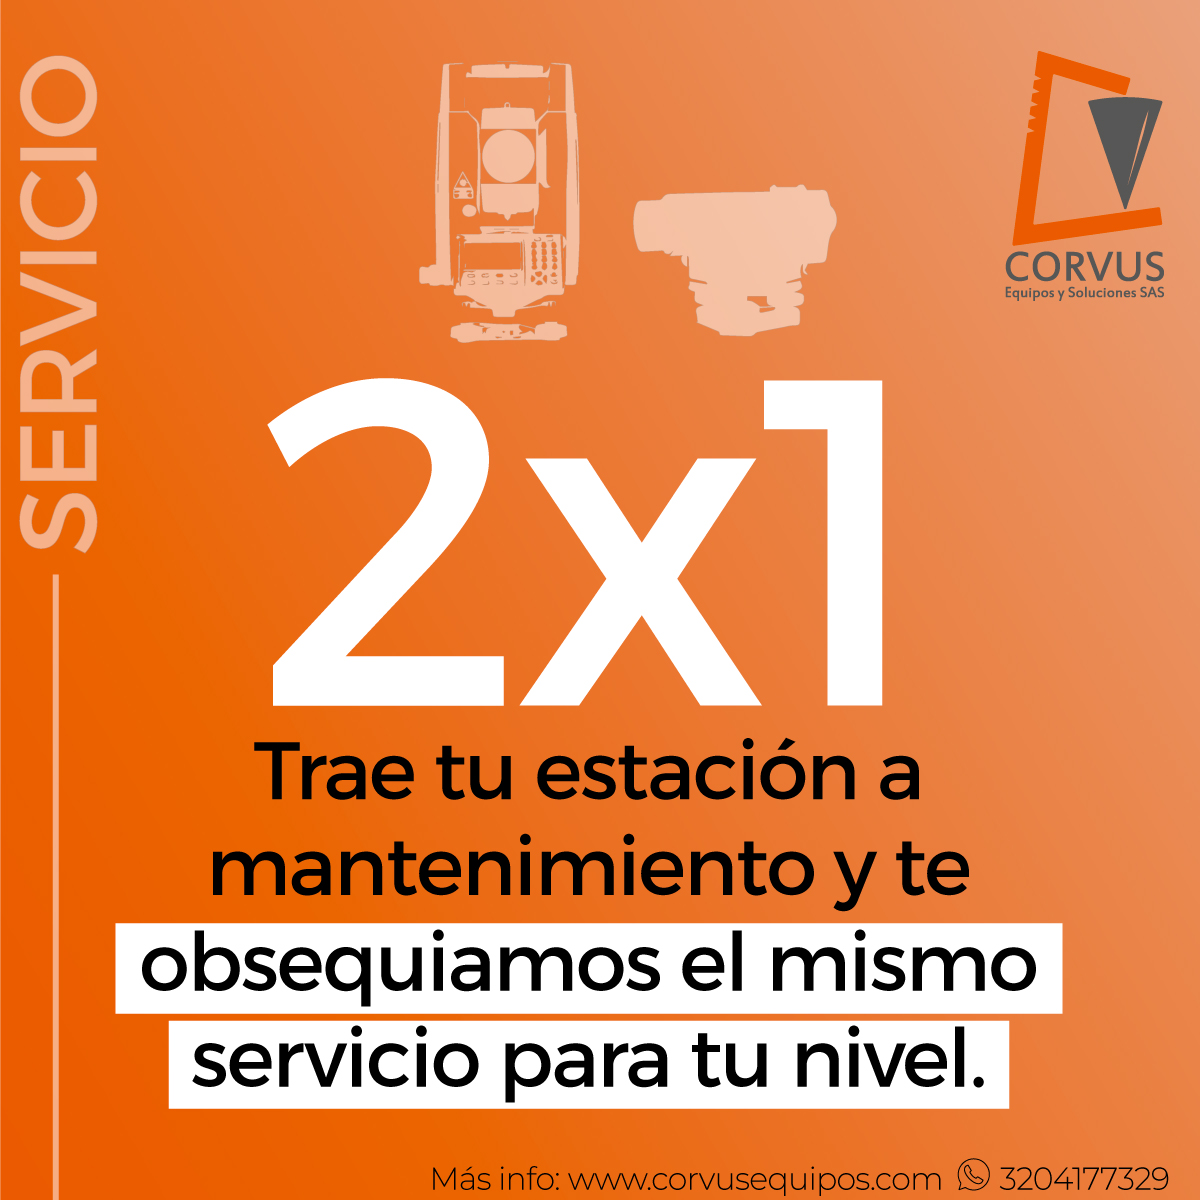 SERVICIO
CORVUS
Equipos y Soluciones SAS
2x1
Trae tu estación a
mantenimiento y te
obsequiamos el mismo
servicio para tu nivel.
Más info: www.corvusequipos.com 3204177329